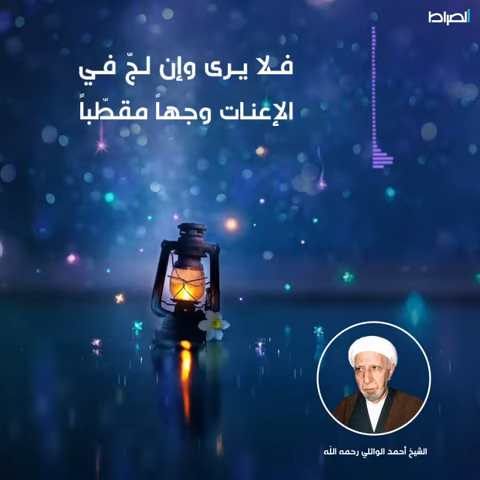 الصراط
فلا يرى وإن لجّ في
الإعنات وجهاً مقطّباً
الشيخ أحمد الوائلي رحمه الله